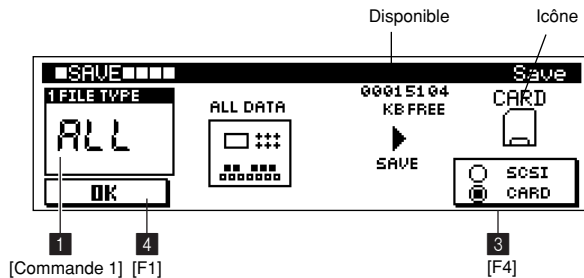 Disponible Icône
■SAVE■■■■ Save
1 FILE TYPE
ALL
OK
ALL DATA
00015104
KB FREE
SAVE
CARD
SCSI
CARD
1 4 3
[Commande 1] [F1] [F4]